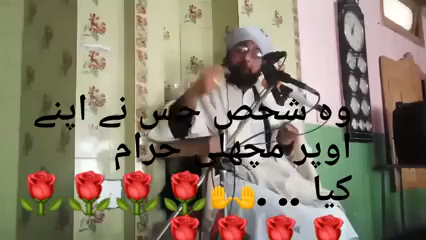 وہ شخص جس نے اپنے
اوپر مچھلی حرام
کیا .. .🙌🌹🌹🌹🌹
🌹🌹🌹🌹